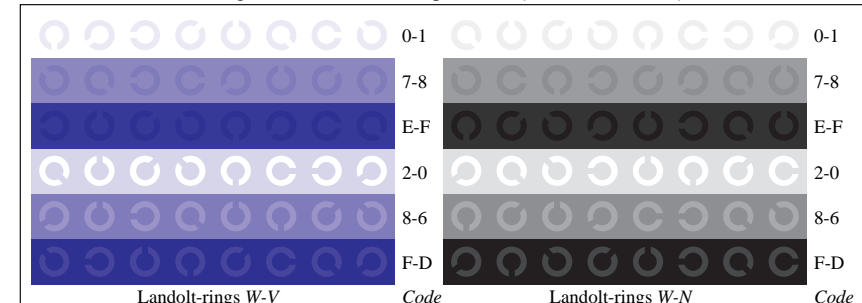 0-1 0-1
7-8 7-8
E-F E-F
2-0 2-0
8-6 8-6
F-D F-D
Landolt-rings W-V Code Landolt-rings W-N Code